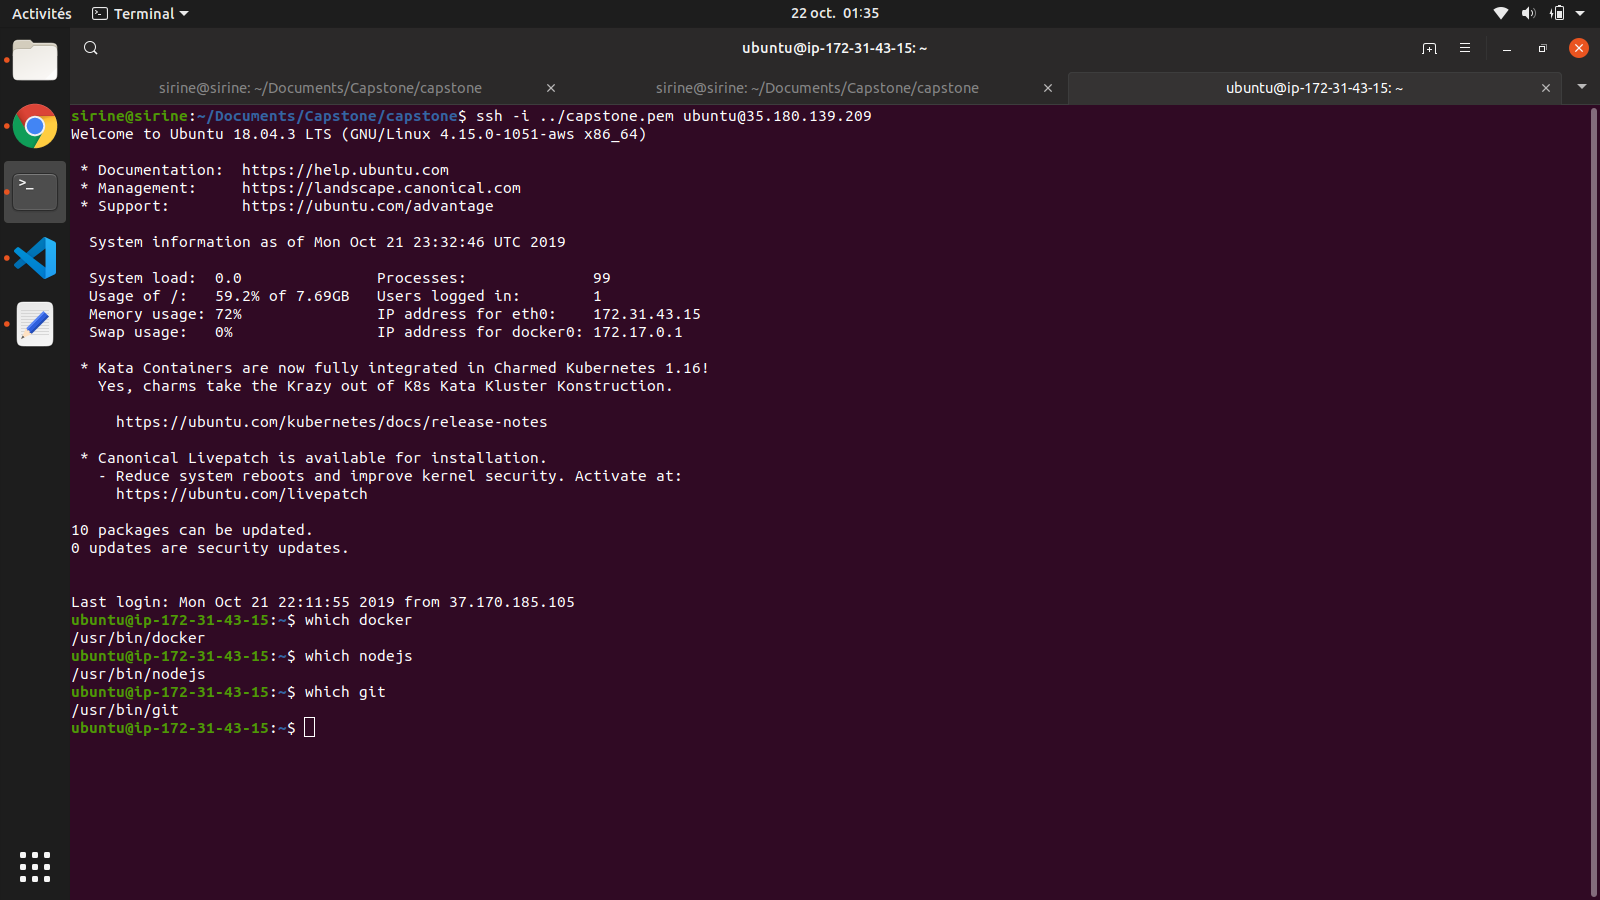 Activités Terminal 22 oct. 01:35
ubuntu@ip-172-31-43-15: ~
sirine@sirine: ~/Documents/Capstone/capstone sirine@sirine: ~/Documents/Capstone/capstone ubuntu@ip-172-31-43-15: ~
sirine@sirine:~/Documents/Capstone/capstone$ ssh -i ../capstone.pem ubuntu@35.180.139.209
Welcome to Ubuntu 18.04.3 LTS (GNU/Linux 4.15.0-1051-aws x86_64)
* Documentation: https://help.ubuntu.com
* Management: https://landscape.canonical.com
* Support: https://ubuntu.com/advantage
System information as of Mon Oct 21 23:32:46 UTC 2019
System load: 0.0 Processes: 99
Usage of /: 59.2% of 7.69GB Users logged in: 1
Memory usage: 72% IP address for eth0: 172.31.43.15
Swap usage: 0% IP address for docker0: 172.17.0.1
* Kata Containers are now fully integrated in Charmed Kubernetes 1.16!
Yes, charms take the Krazy out of K8s Kata Kluster Konstruction.
https://ubuntu.com/kubernetes/docs/release-notes
* Canonical Livepatch is available for installation.
- Reduce system reboots and improve kernel security. Activate at:
https://ubuntu.com/livepatch
10 packages can be updated.
0 updates are security updates.
Last login: Mon Oct 21 22:11:55 2019 from 37.170.185.105
ubuntu@ip-172-31-43-15:~$ which docker
/usr/bin/docker
ubuntu@ip-172-31-43-15:~$ which nodejs
/usr/bin/nodejs
ubuntu@ip-172-31-43-15:~$ which git
/usr/bin/git
ubuntu@ip-172-31-43-15:~$